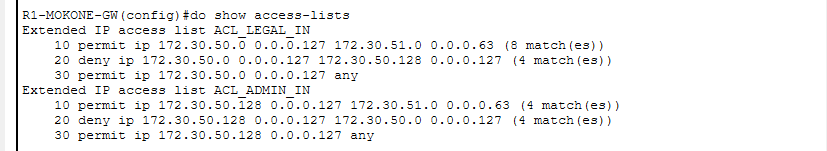 R1-MOKONE-GW(config)#do show access-lists
Extended IP access list ACL_LEGAL_IN
    10 permit ip 172.30.50.0 0.0.0.127 172.30.51.0 0.0.0.63 (8 match(es))
    20 deny ip 172.30.50.0 0.0.0.127 172.30.50.128 0.0.0.127 (4 match(es))
    30 permit ip 172.30.50.0 0.0.0.127 any
Extended IP access list ACL_ADMIN_IN
    10 permit ip 172.30.50.128 0.0.0.127 172.30.51.0 0.0.0.63 (4 match(es))
    20 deny ip 172.30.50.128 0.0.0.127 172.30.50.0 0.0.0.127 (4 match(es))
    30 permit ip 172.30.50.128 0.0.0.127 any